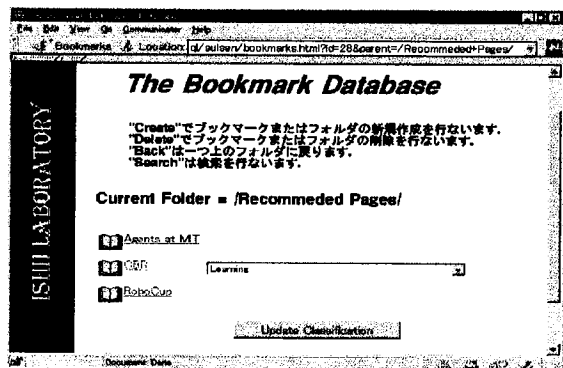 File Edit View Go Communicator Help
Bookmarks Location: ql/suisen/bookmarks.html?id=28&parent=/Recommeded+Pages/
The Bookmark Database
ISHII LABORATORY
"Create"でブックマークまたはフォルダの新規作成を行ないます。
"Delete"でブックマークまたはフォルダの削除を行ないます。
"Back"は一つ上のフォルダに戻ります。
"Search"は検索を行ないます。
Current Folder = /Recommeded Pages/
Agents at MIT
Learning
RoboCup
Update Classification
Document: Done